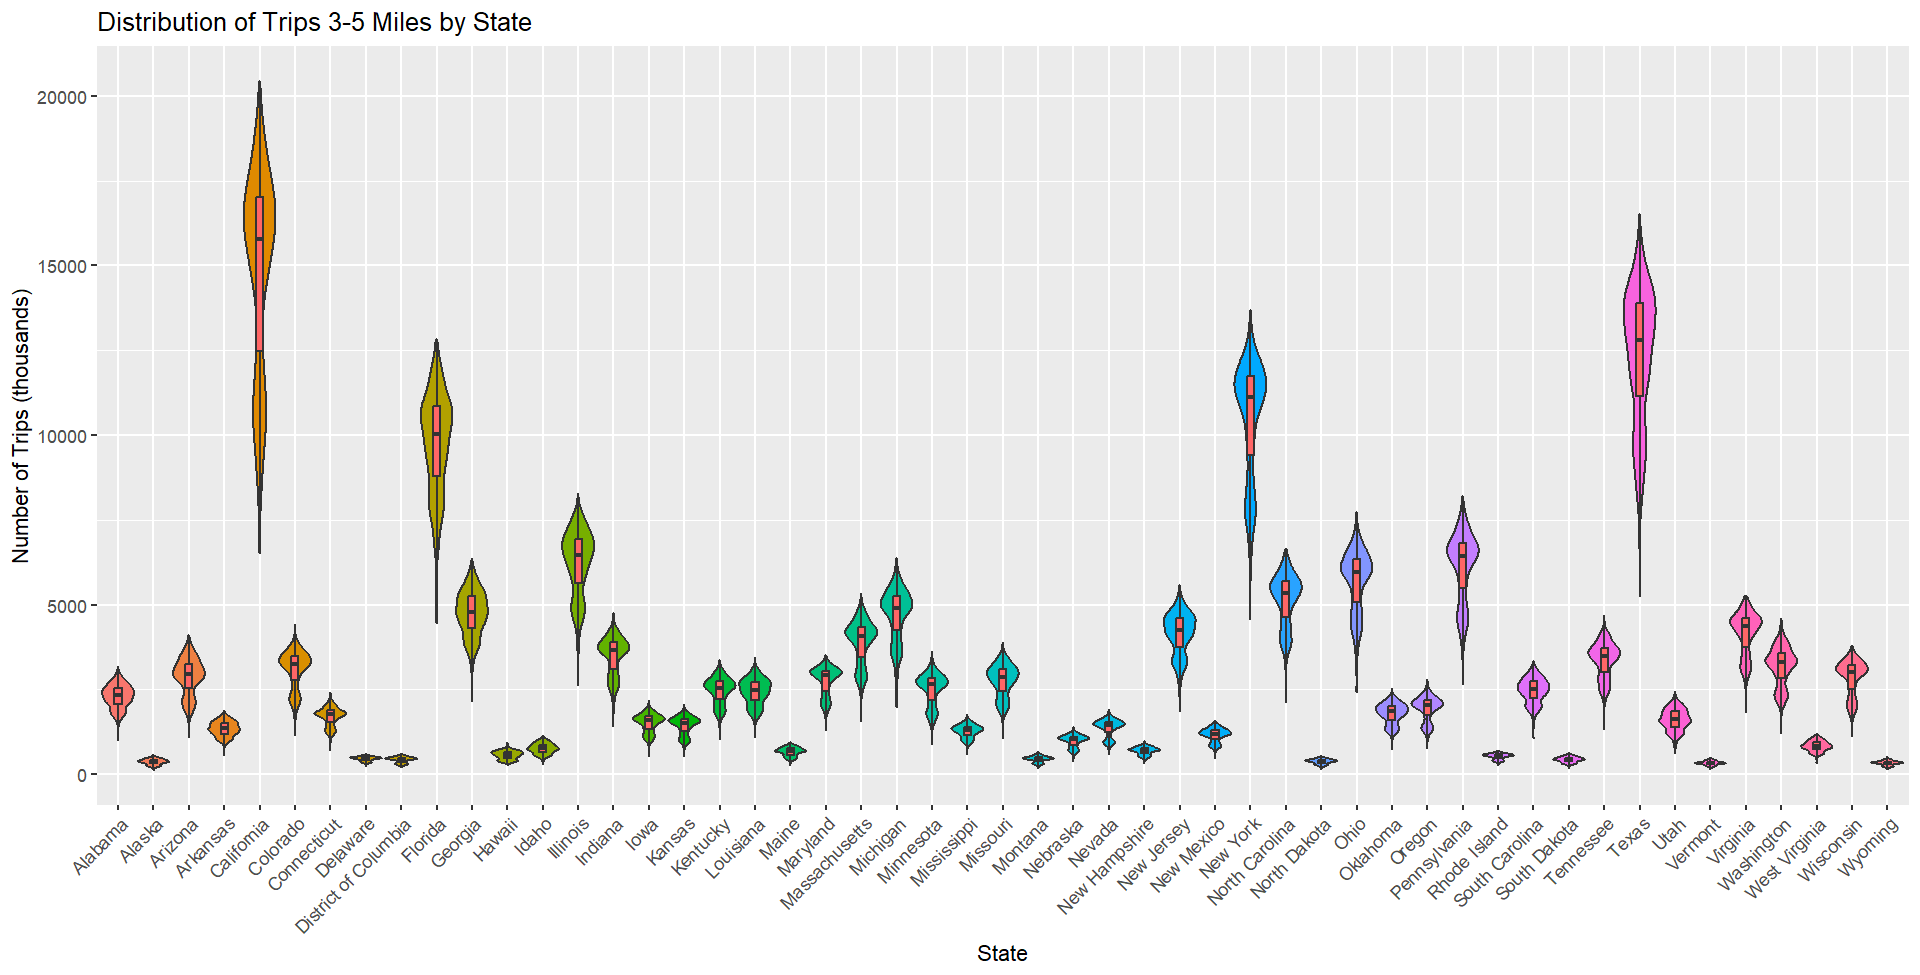 Distribution of Trips 3-5 Miles by State
Number of Trips (thousands)
20000
15000
10000
5000
0
Alabama
Alaska
Arizona
Arkansas
California
Colorado
Connecticut
Delaware
District of Columbia
Florida
Georgia
Hawaii
Idaho
Illinois
Indiana
Iowa
Kansas
Kentucky
Louisiana
Maine
Maryland
Massachusetts
Michigan
Minnesota
Mississippi
Missouri
Montana
Nebraska
Nevada
New Hampshire
New Jersey
New Mexico
New York
North Carolina
North Dakota
Ohio
Oklahoma
Oregon
Pennsylvania
Rhode Island
South Carolina
South Dakota
Tennessee
Texas
Utah
Vermont
Virginia
Washington
West Virginia
Wisconsin
Wyoming
State